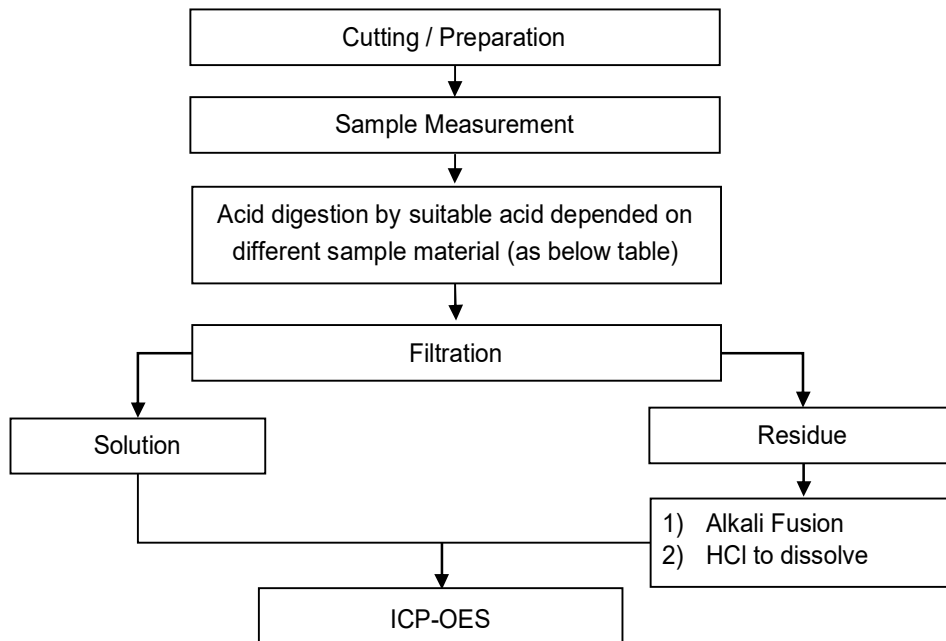 Cutting / Preparation
Sample Measurement
Acid digestion by suitable acid depended on
different sample material (as below table)
Filtration
Solution
Residue
1) Alkali Fusion
2) HCl to dissolve
ICP-OES